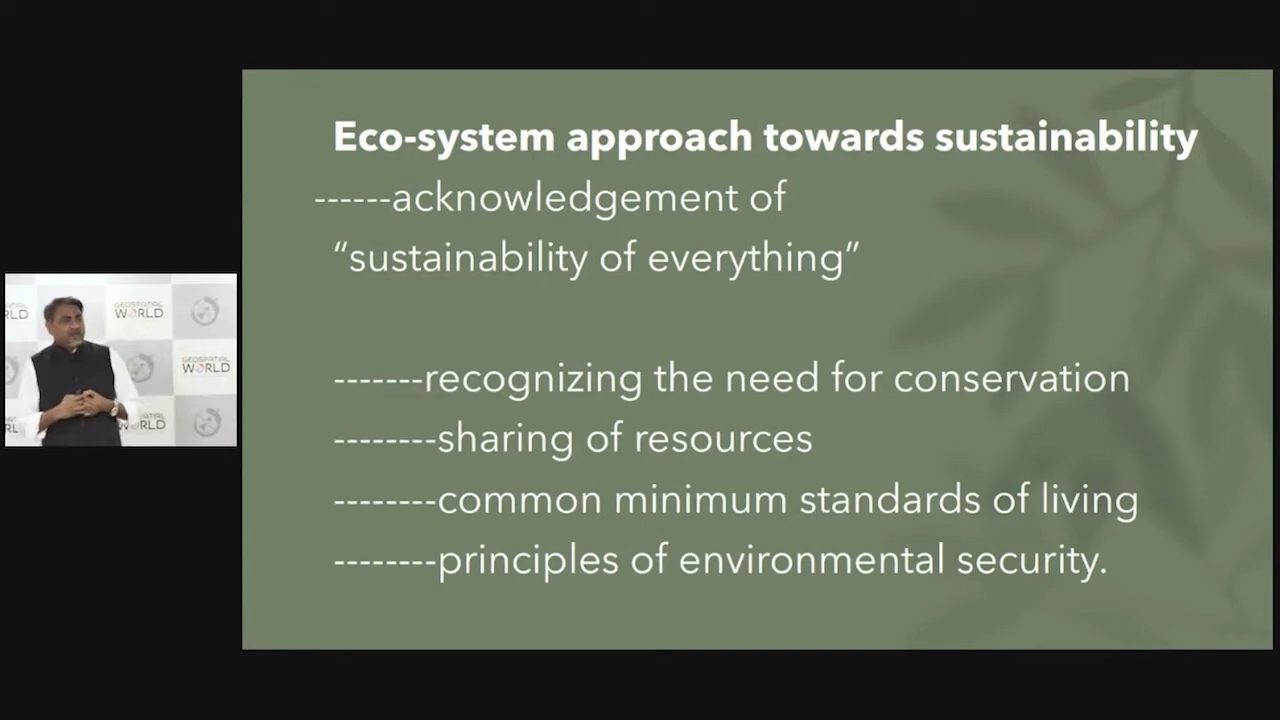 Eco-system approach towards sustainability
------acknowledgement of
“sustainability of everything”
-------recognizing the need for conservation
--------sharing of resources
--------common minimum standards of living
--------principles of environmental security.
GEOSPATIAL
WORLD
GEOSPATIAL
WORLD